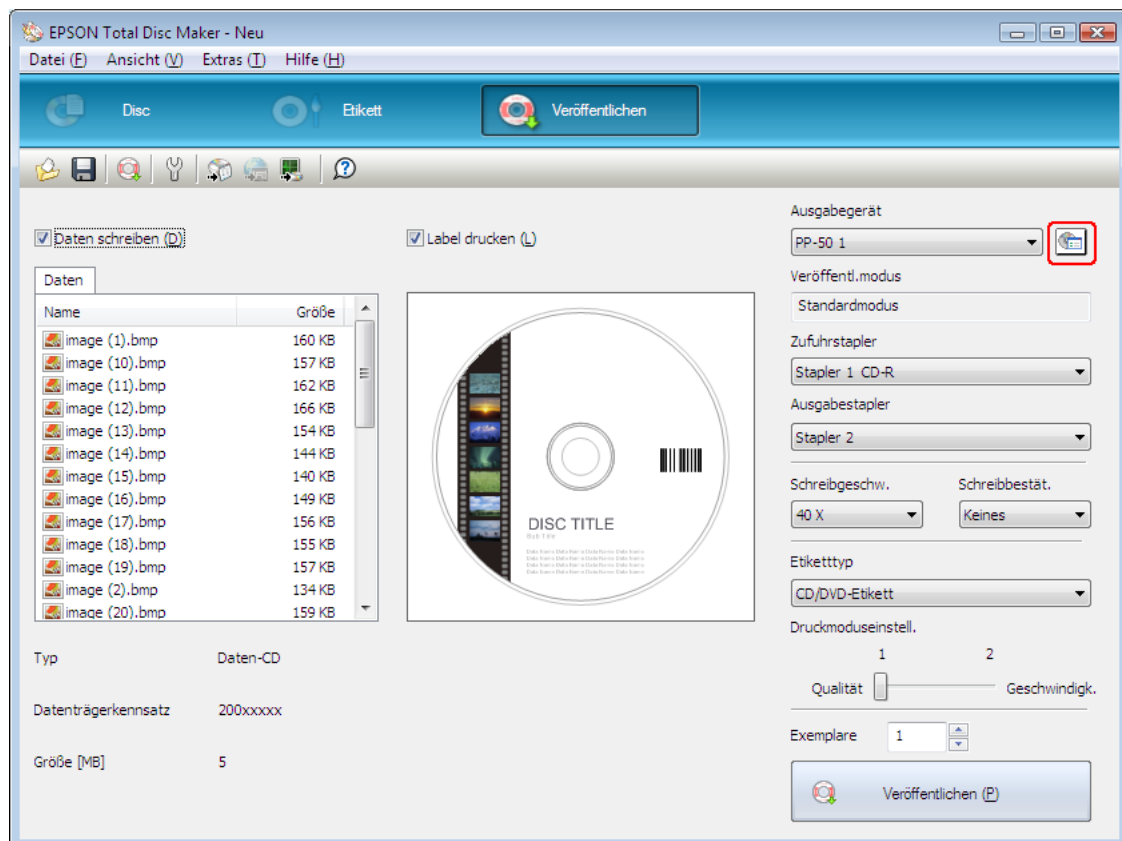 EPSON Total Disc Maker - Neu
Datei (F) Ansicht (V) Extras (T) Hilfe (H)
Disc Etikett Veröffentlichen
Daten schreiben (D)
Label drucken (L)
Daten
Name Größe
image (1).bmp 160 KB
image (10).bmp 157 KB
image (11).bmp 162 KB
image (12).bmp 166 KB
image (13).bmp 154 KB
image (14).bmp 144 KB
image (15).bmp 140 KB
image (16).bmp 149 KB
image (17).bmp 156 KB
image (18).bmp 155 KB
image (19).bmp 157 KB
image (2).bmp 134 KB
image (20).bmp 159 KB
DISC TITLE
Sub Title
Typ Daten-CD
Datenträgerkennsatz 200xxxxx
Größe [MB] 5
Ausgabegerät
PP-50 1
Veröffentl.modus
Standardmodus
Zufuhrstapler
Stapler 1 CD-R
Ausgabestapler
Stapler 2
Schreibgeschw. Schreibbestät.
40 X Keines
Etiketttyp
CD/DVD-Etikett
Druckmoduseinstell.
1 2
Qualität Geschwindigk.
Exemplare 1
Veröffentlichen (P)